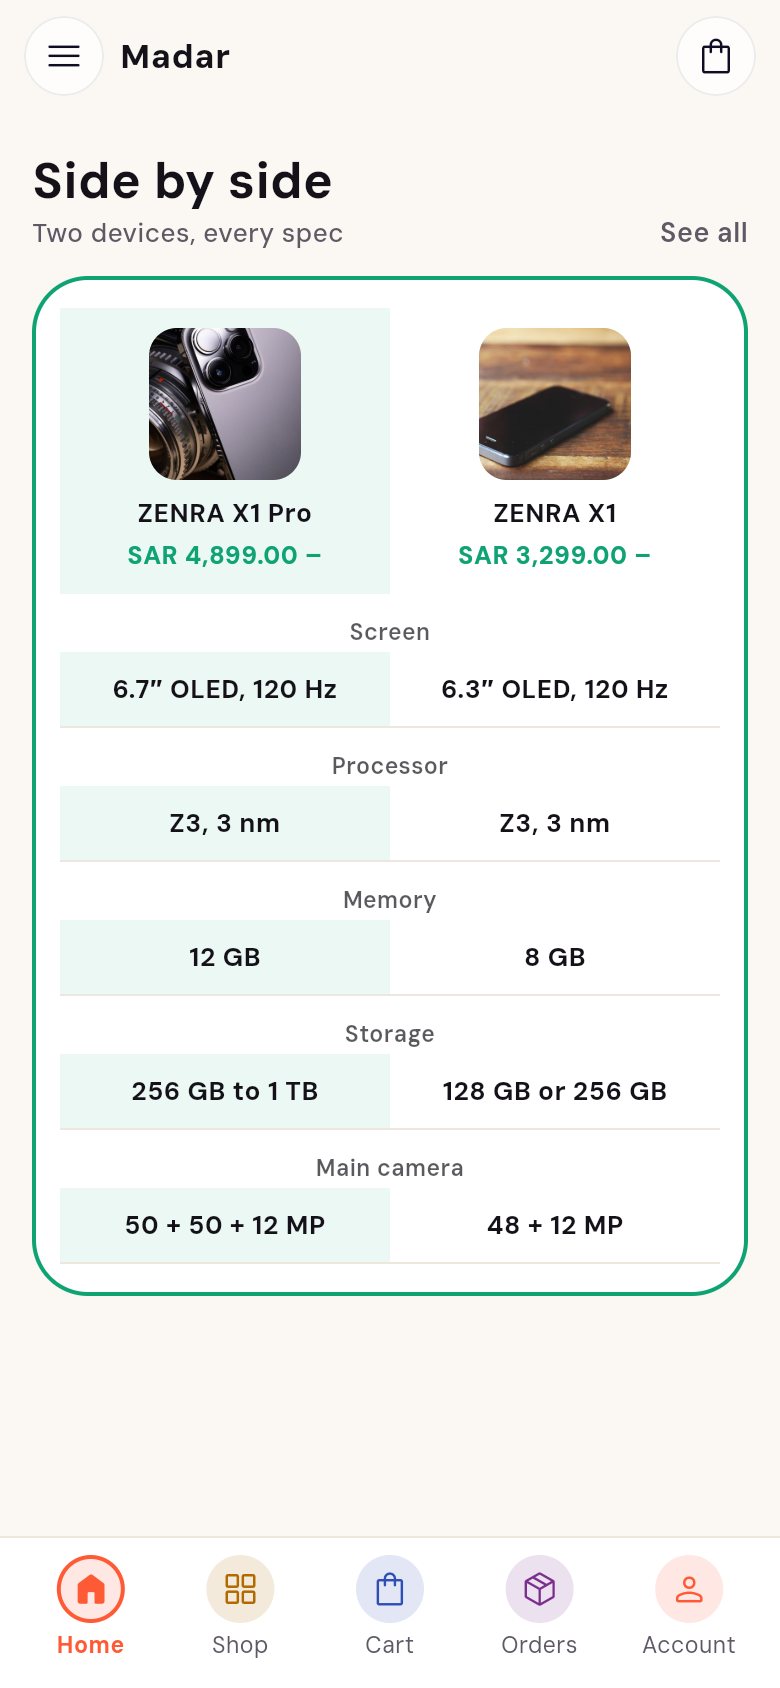 Madar
Side by side
Two devices, every spec
See all
ZENRA X1 Pro
ZENRA X1
SAR 4,899.00 –
SAR 3,299.00 –
Screen
6.7″ OLED, 120 Hz
6.3″ OLED, 120 Hz
Processor
Z3, 3 nm
Z3, 3 nm
Memory
12 GB
8 GB
Storage
256 GB to 1 TB
128 GB or 256 GB
Main camera
50 + 50 + 12 MP
48 + 12 MP
Home
Shop
Cart
Orders
Account